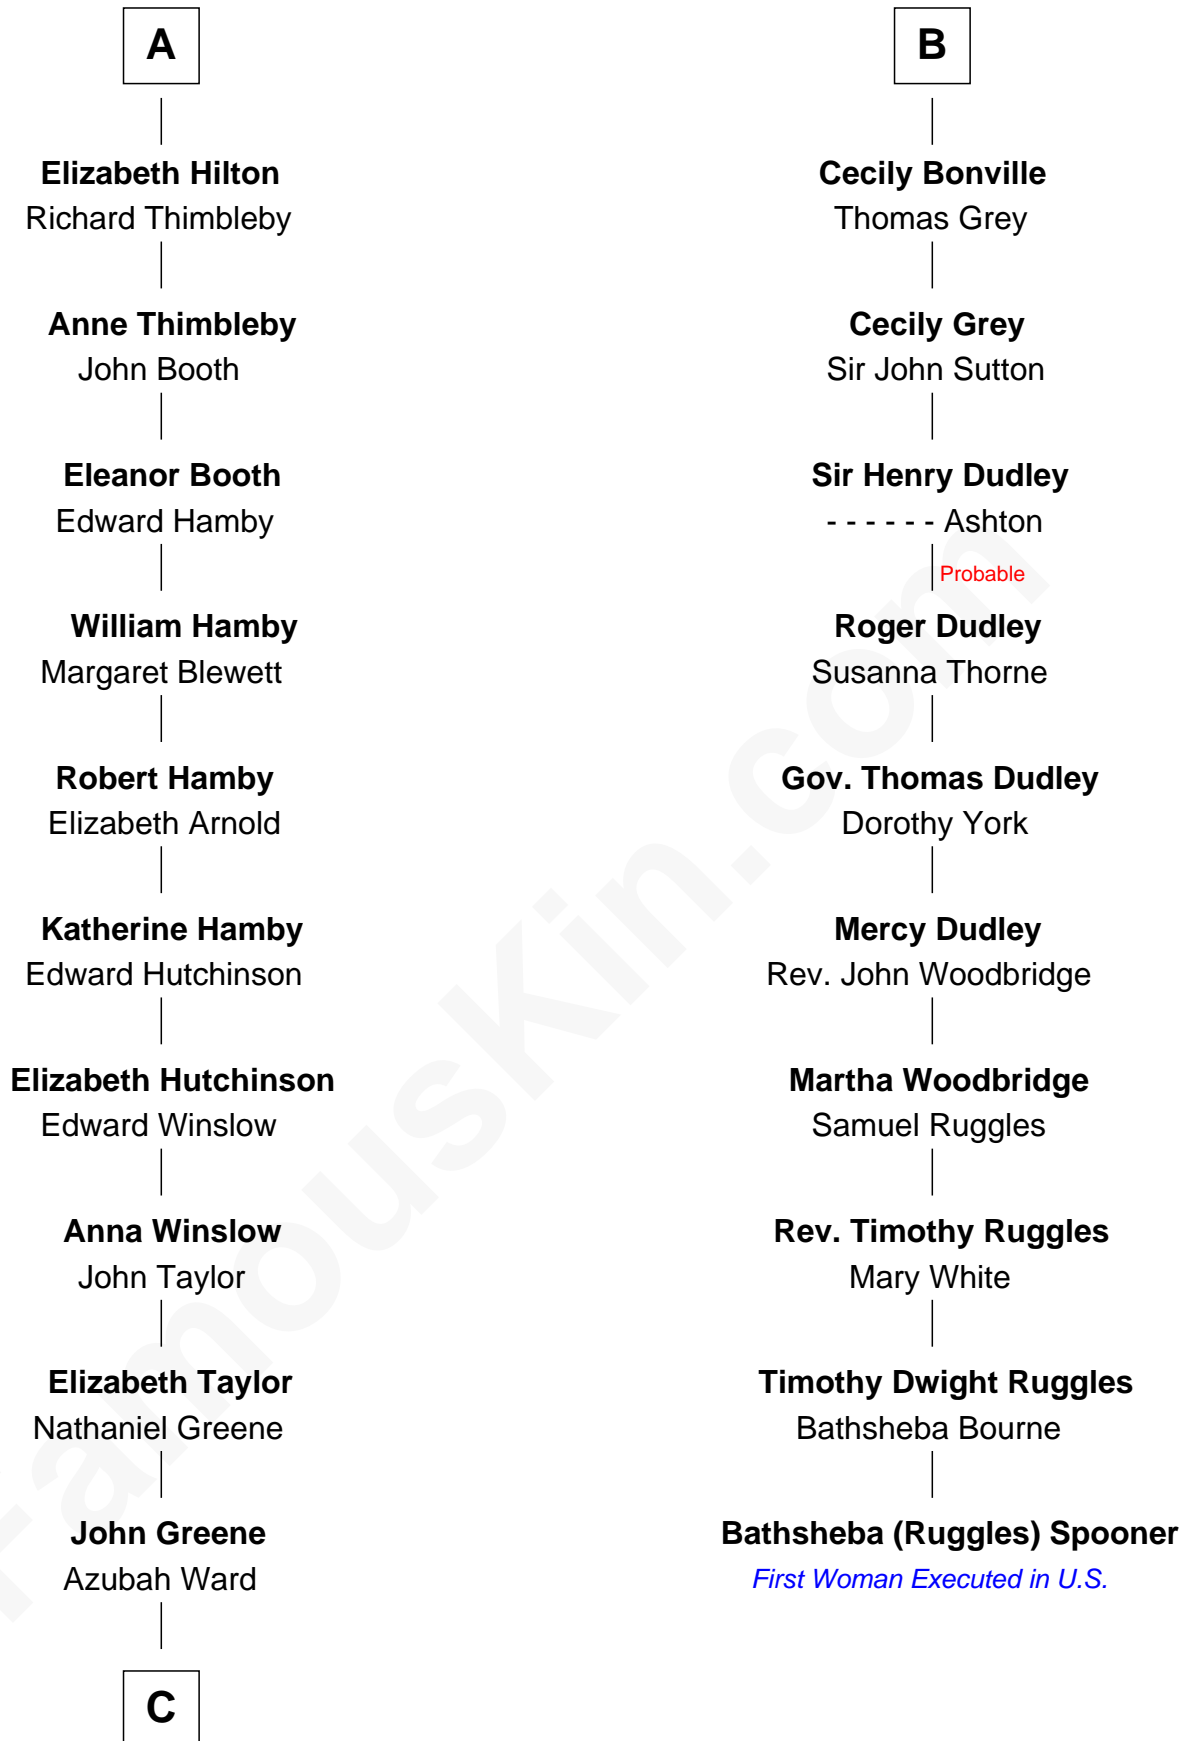 A
Elizabeth Hilton
Richard Thimbleby
Anne Thimbleby
John Booth
Eleanor Booth
Edward Hamby
William Hamby
Margaret Blewett
Robert Hamby
Elizabeth Arnold
Katherine Hamby
Edward Hutchinson
Elizabeth Hutchinson
Edward Winslow
Anna Winslow
John Taylor
Elizabeth Taylor
Nathaniel Greene
John Greene
Azubah Ward
C
B
Cecily Bonville
Thomas Grey
Cecily Grey
Sir John Sutton
Sir Henry Dudley
- - - - - - Ashton
Probable
Roger Dudley
Susanna Thorne
Gov. Thomas Dudley
Dorothy York
Mercy Dudley
Rev. John Woodbridge
Martha Woodbridge
Samuel Ruggles
Rev. Timothy Ruggles
Mary White
Timothy Dwight Ruggles
Bathsheba Bourne
Bathsheba (Ruggles) Spooner
First Woman Executed in U.S.
FamousKin.com